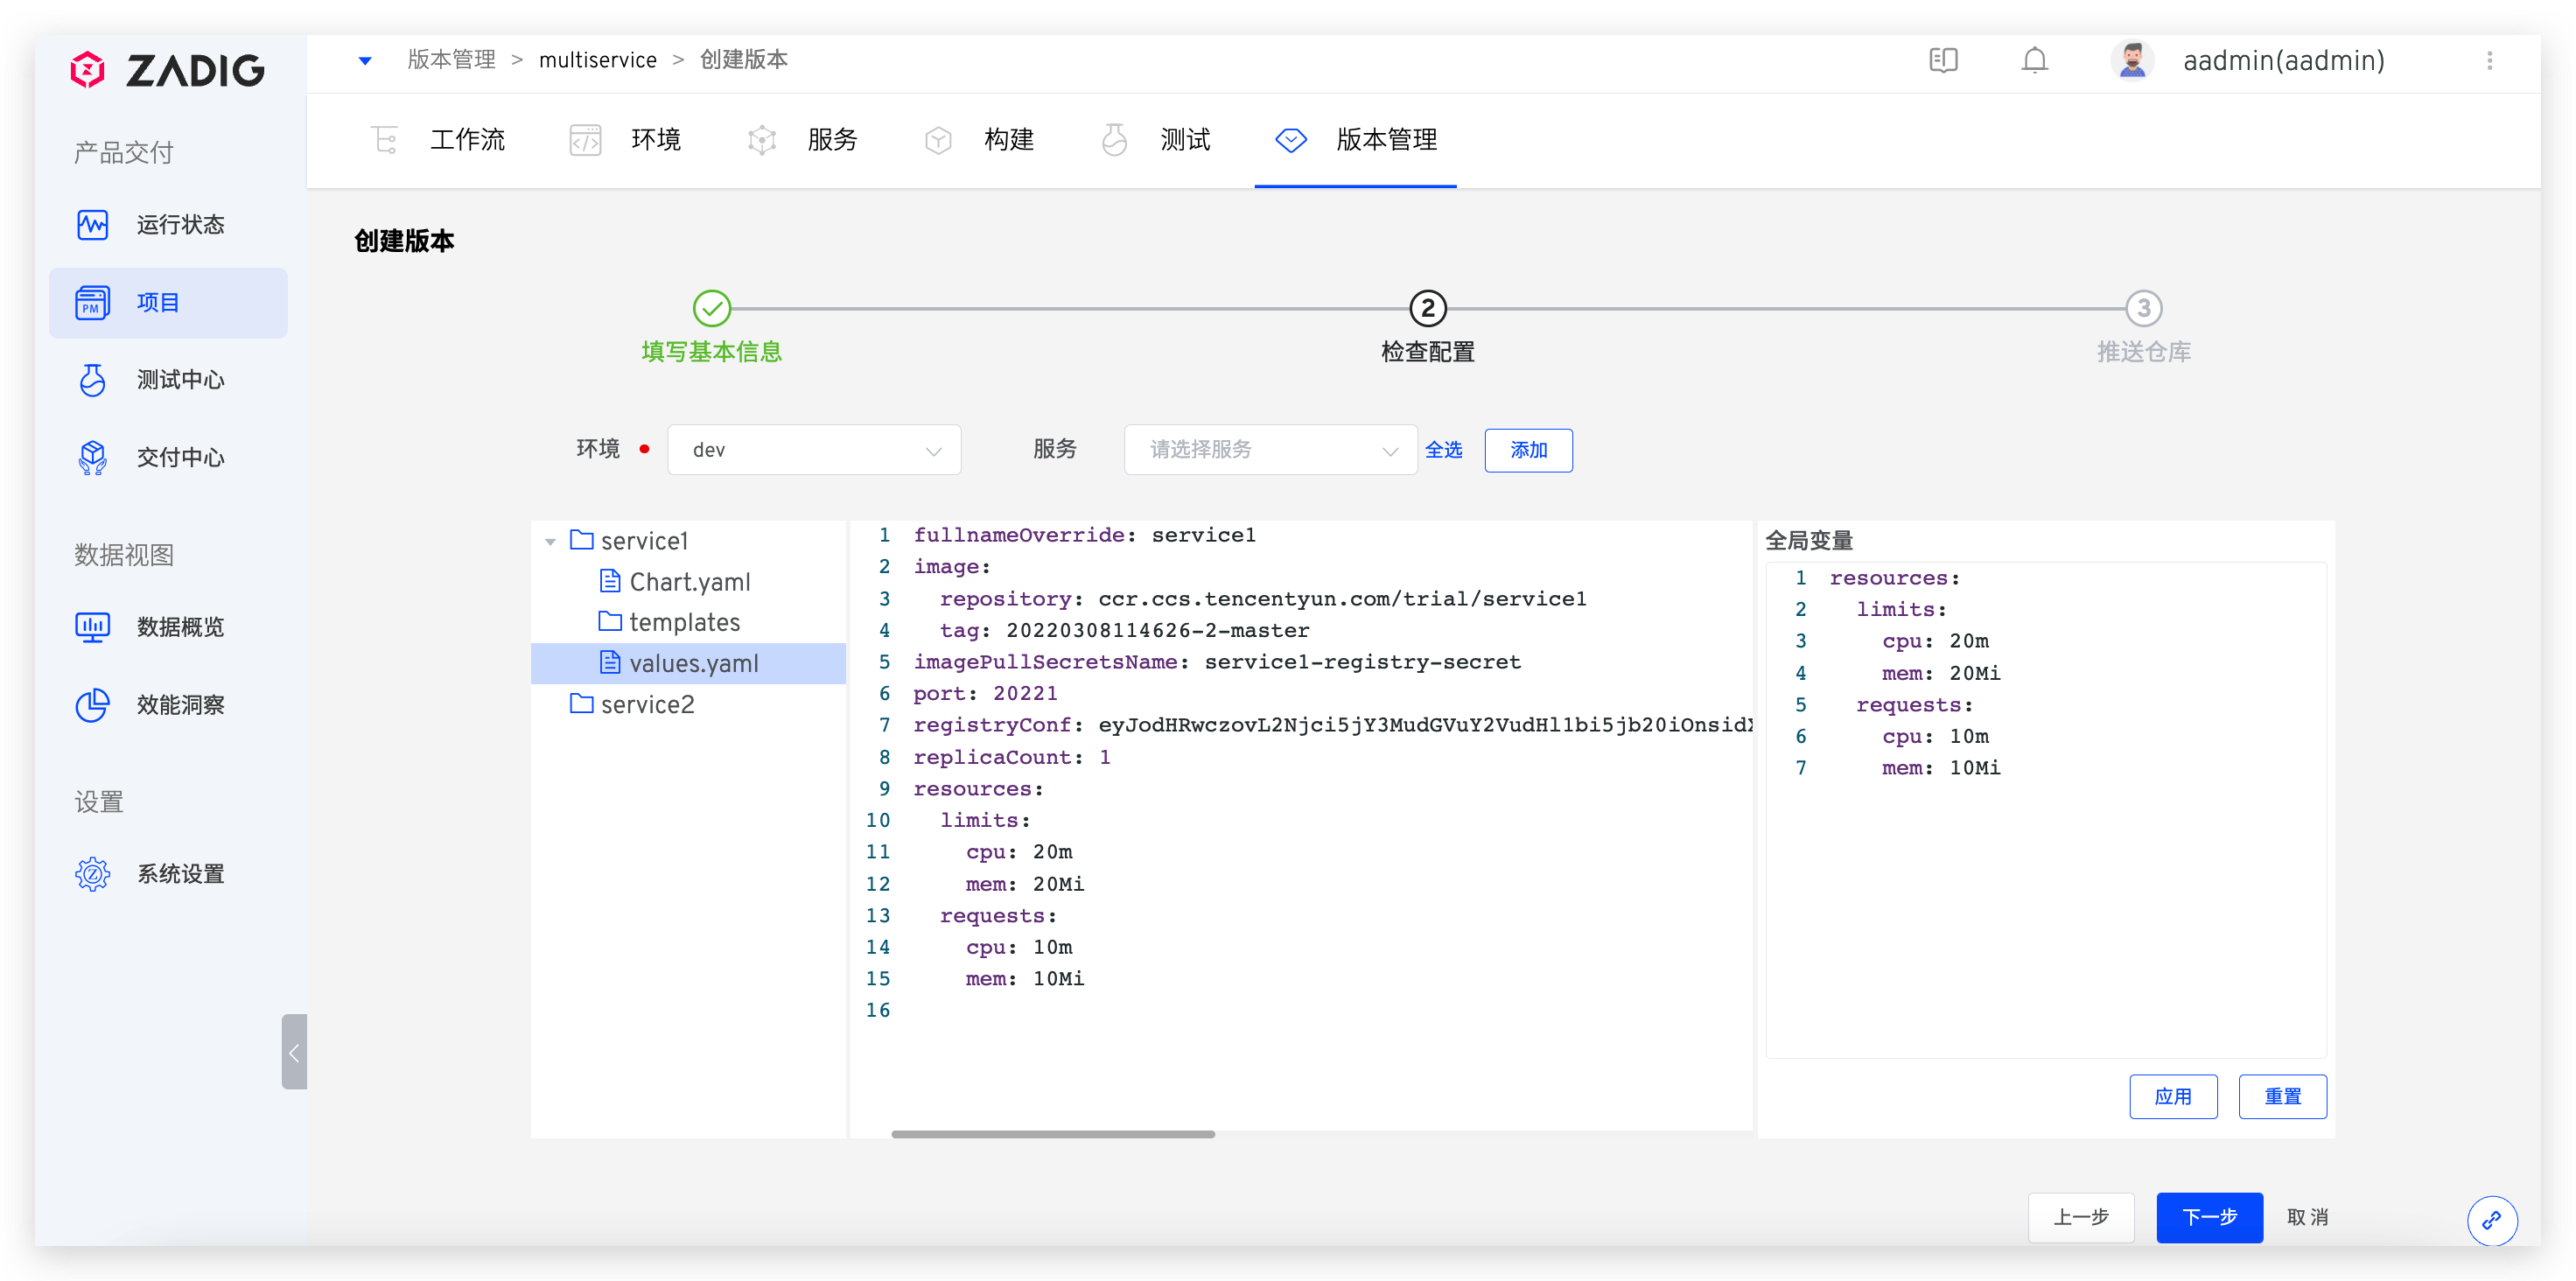 ZADIG
版本管理 > multiservice > 创建版本
aadmin(aadmin)
产品交付
运行状态
PM
项目
测试中心
交付中心
数据视图
数据概览
效能洞察
设置
系统设置
工作流
环境
服务
构建
测试
版本管理
创建版本
填写基本信息
2
检查配置
3
推送仓库
环境
dev
服务
请选择服务
全选
添加
service1
Chart.yaml
templates
values.yaml
service2
1 fullnameOverride: service1
2 image:
3 repository: ccr.ccs.tencentyun.com/trial/service1
4 tag: 20220308114626-2-master
5 imagePullSecretsName: service1-registry-secret
6 port: 20221
7 registryConf: eyJodHRwczovL2Njci5jY3MudGVuY2VudHl1bi5jb20iOnsidX
8 replicaCount: 1
9 resources:
10 limits:
11 cpu: 20m
12 mem: 20Mi
13 requests:
14 cpu: 10m
15 mem: 10Mi
16
全局变量
1 resources:
2 limits:
3 cpu: 20m
4 mem: 20Mi
5 requests:
6 cpu: 10m
7 mem: 10Mi
应用
重置
上一步
下一步
取消